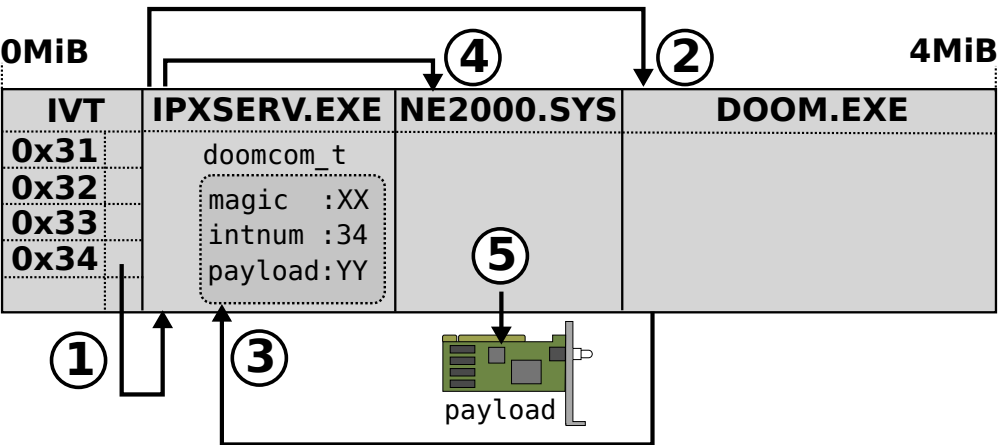 0MiB
4
2
4MiB
IVT
IPXSERV.EXE
NE2000.SYS
DOOM.EXE
0x31
0x32
0x33
0x34
doomcom_t
magic  :XX
intnum :34
payload:YY
5
1
3
payload